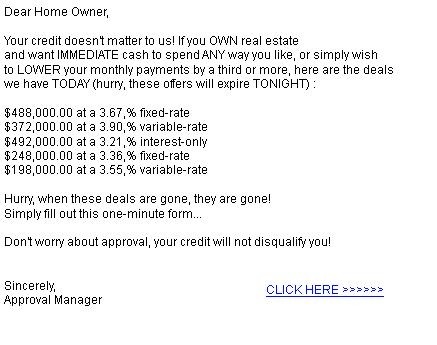 Dear Home Owner,
Your credit doesn't matter to us! If you OWN real estate
and want IMMEDIATE cash to spend ANY way you like, or simply wish
to LOWER your monthly payments by a third or more, here are the deals
we have TODAY (hurry, these offers will expire TONIGHT) :
$488,000.00 at a 3.67,% fixed-rate
$372,000.00 at a 3.90,% variable-rate
$492,000.00 at a 3.21,% interest-only
$248,000.00 at a 3.36,% fixed-rate
$198,000.00 at a 3.55,% variable-rate
Hurry, when these deals are gone, they are gone!
Simply fill out this one-minute form...
Don't worry about approval, your credit will not disqualify you!
Sincerely,
CLICK HERE >>>>>>
Approval Manager